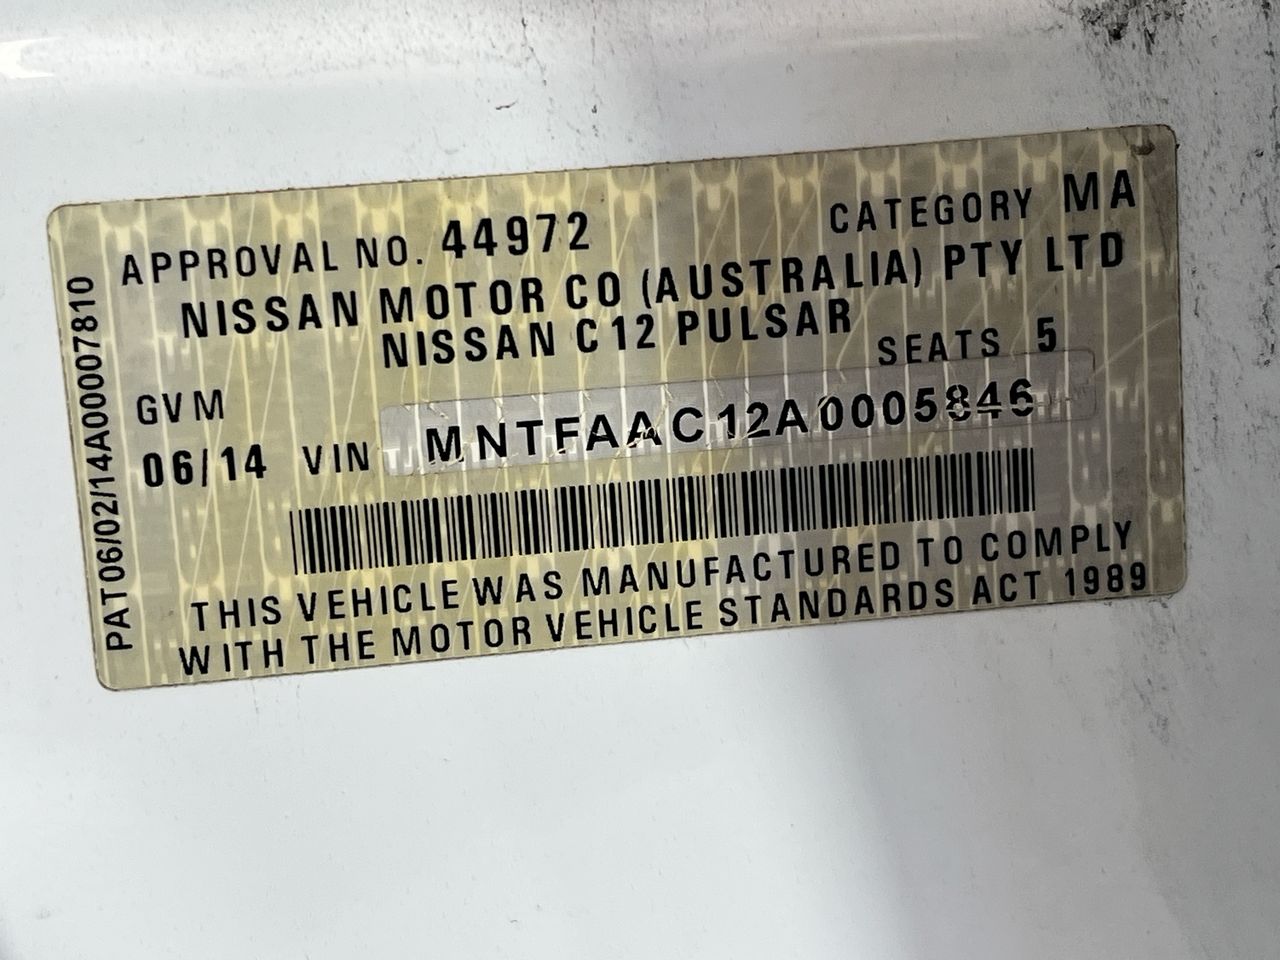 APPROVAL NO. 44972 CATEGORY MA
NISSAN MOTOR CO (AUSTRALIA) PTY LTD
NISSAN C12 PULSAR
SEATS 5
GVM
06/14 VIN MNTFAAC12A0005846
THIS VEHICLE WAS MANUFACTURED TO COMPLY
WITH THE MOTOR VEHICLE STANDARDS ACT 1989
PAT06/02/14A00007810